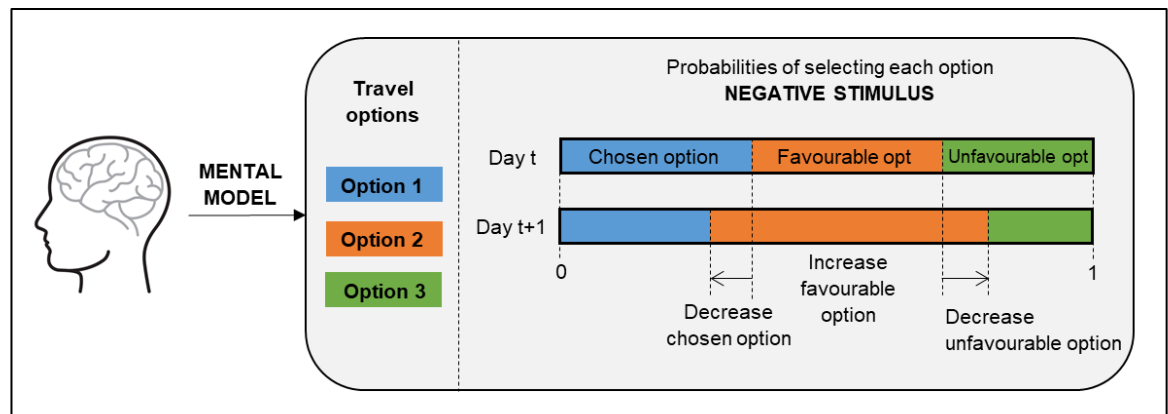 MENTAL
MODEL
Travel
options
Option 1
Option 2
Option 3
Probabilities of selecting each option
NEGATIVE STIMULUS
Day t
Chosen option
Favourable opt
Unfavourable opt
Day t+1
0
1
Decrease
chosen option
Increase
favourable
option
Decrease
unfavourable option